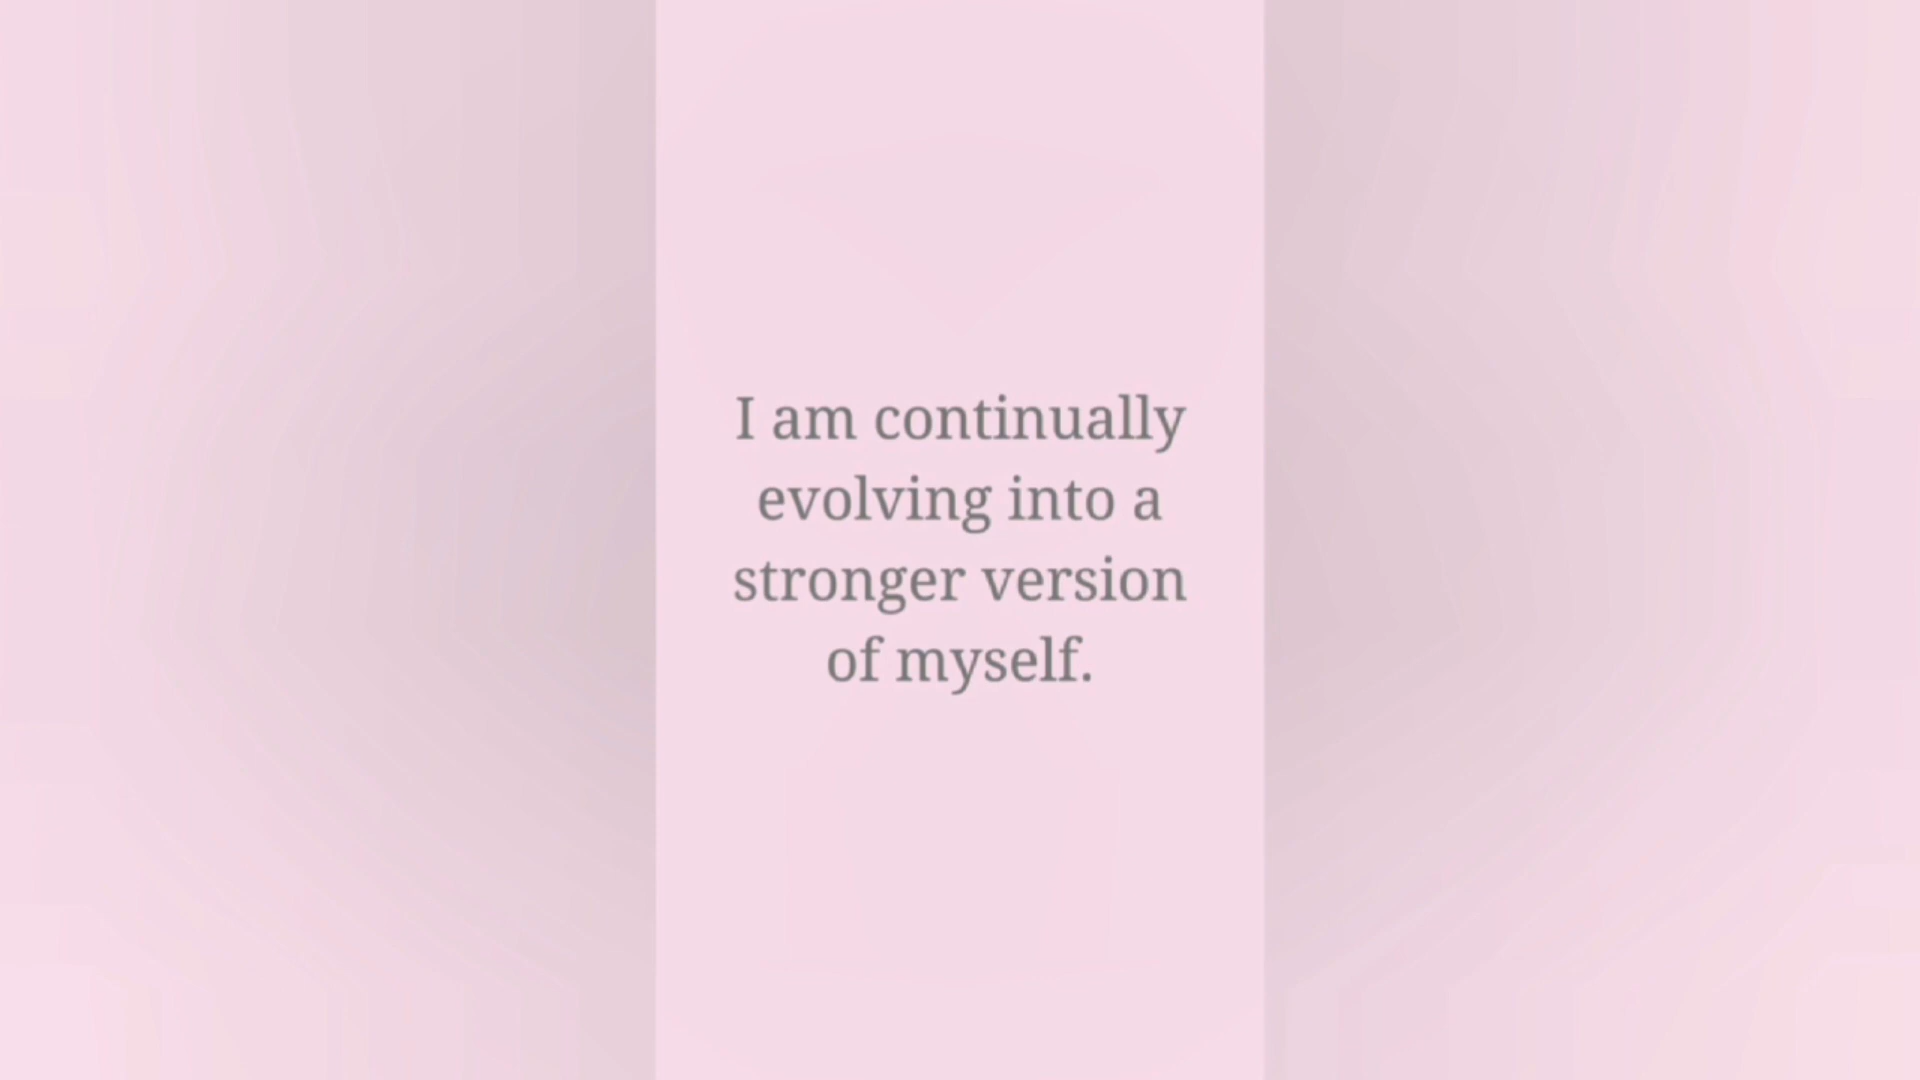 I am continually
evolving into a
stronger version
of myself.